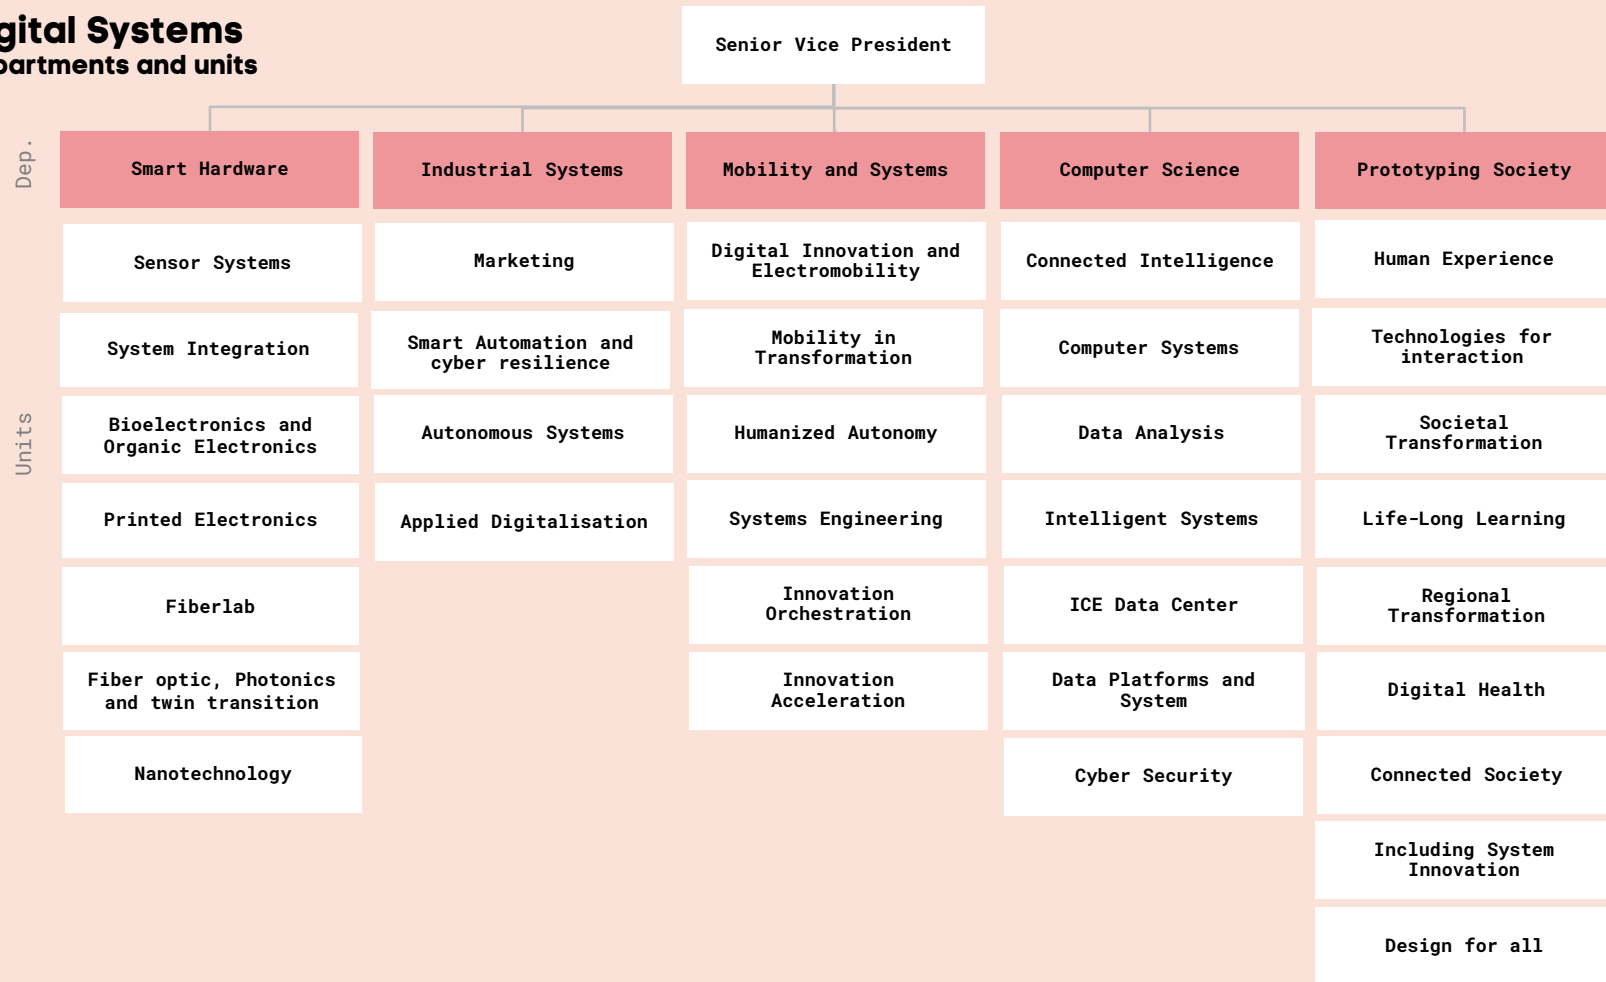 gital Systems
partments and units
Senior Vice President
Dep.
Smart Hardware
Industrial Systems
Mobility and Systems
Computer Science
Prototyping Society
Units
Sensor Systems
System Integration
Bioelectronics and
Organic Electronics
Printed Electronics
Fiberlab
Fiber optic, Photonics
and twin transition
Nanotechnology
Marketing
Smart Automation and
cyber resilience
Autonomous Systems
Applied Digitalisation
Digital Innovation and
Electromobility
Mobility in
Transformation
Humanized Autonomy
Systems Engineering
Innovation
Orchestration
Innovation
Acceleration
Connected Intelligence
Computer Systems
Data Analysis
Intelligent Systems
ICE Data Center
Data Platforms and
System
Cyber Security
Human Experience
Technologies for
interaction
Societal
Transformation
Life-Long Learning
Regional
Transformation
Digital Health
Connected Society
Including System
Innovation
Design for all